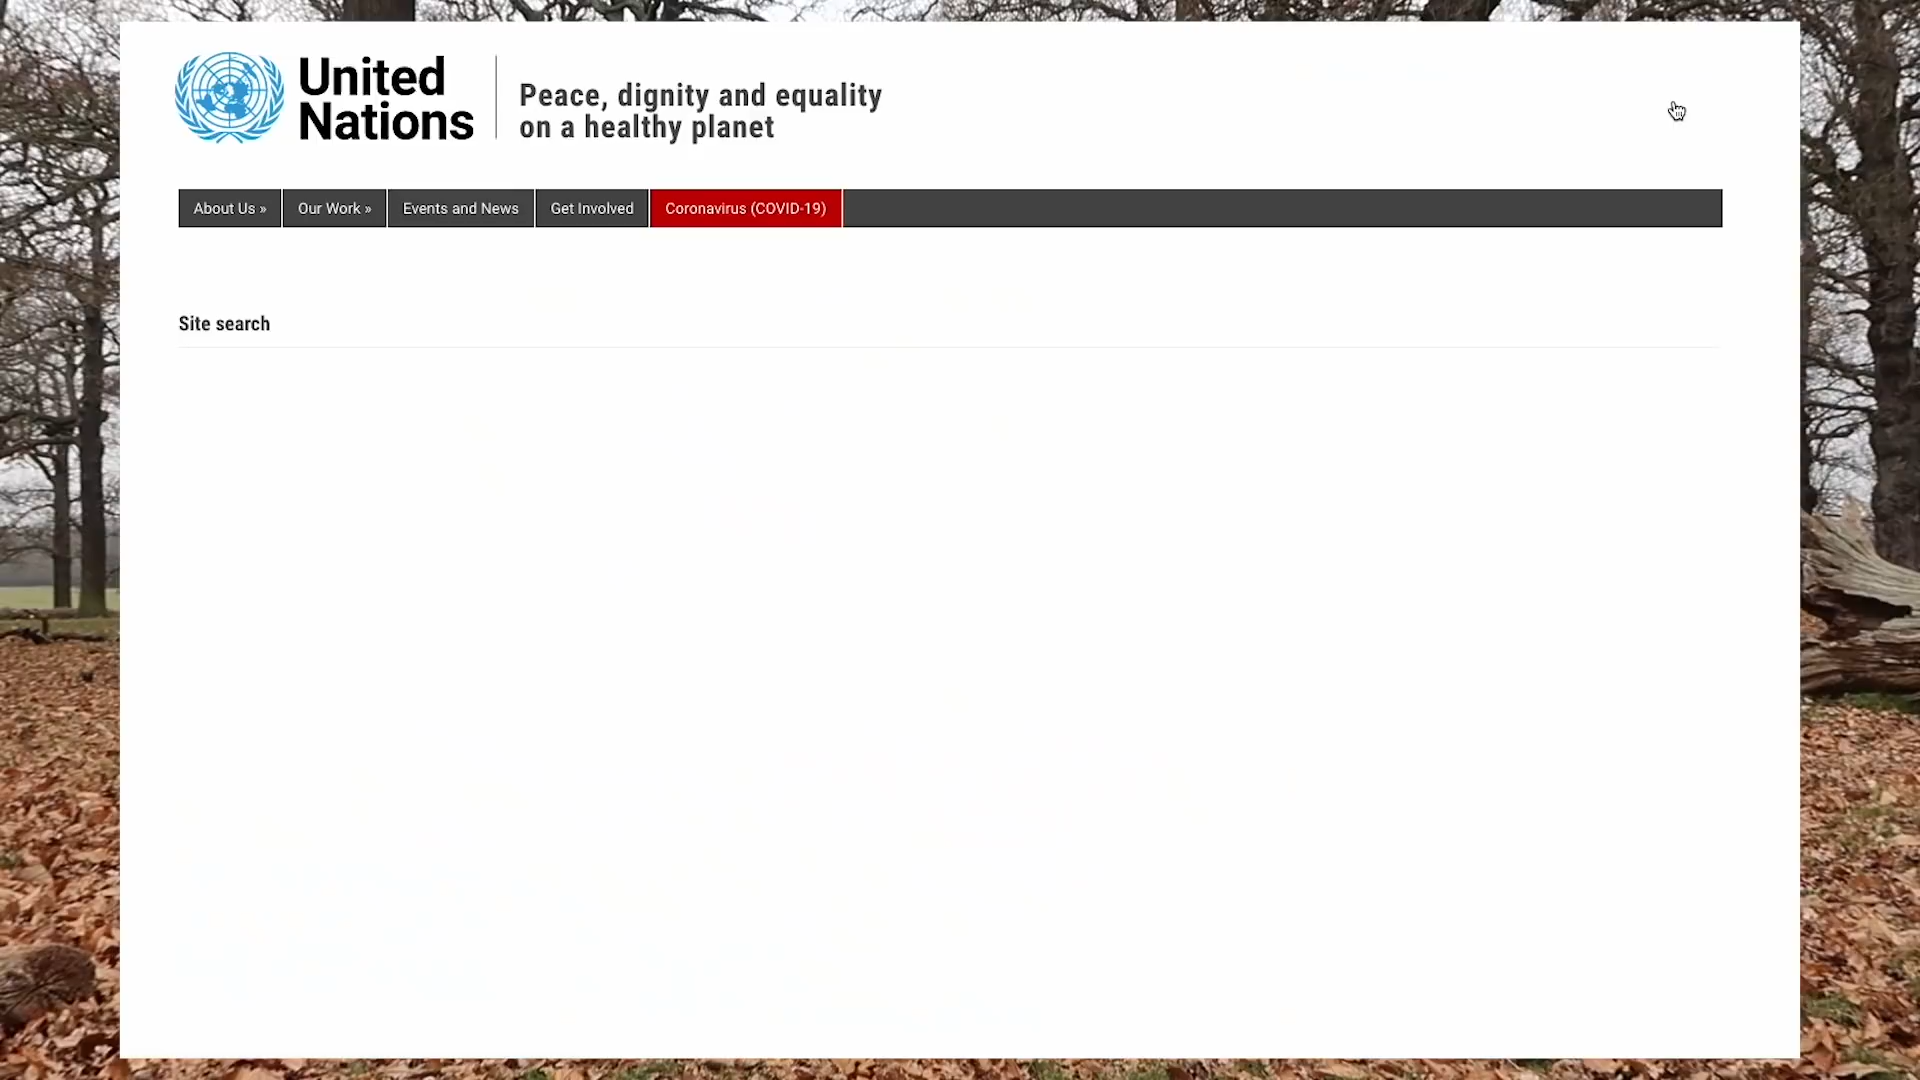 United
Nations
Peace, dignity and equality
on a healthy planet
About Us »
Our Work »
Events and News
Get Involved
Coronavirus (COVID-19)
Site search